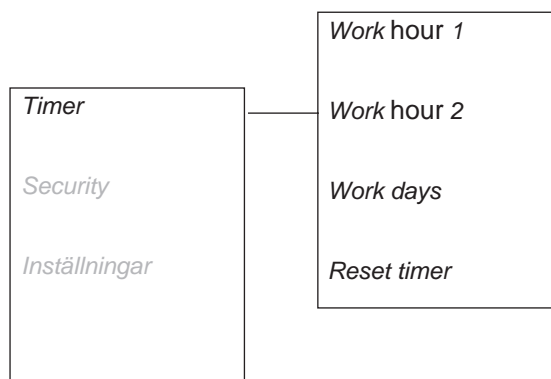 Timer
Security
Inställningar
Work hour 1
Work hour 2
Work days
Reset timer